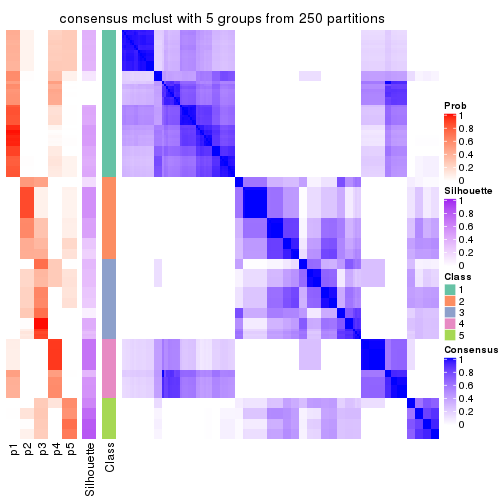 consensus mclust with 5 groups from 250 partitions
Prob
1
0.8
0.6
0.4
0.2
0
Silhouette
1
0.8
0.6
0.4
0.2
0
Class
1
2
3
4
5
Consensus
1
0.8
0.6
0.4
0.2
0
p1
p2
p3
p4
p5
Silhouette
Class